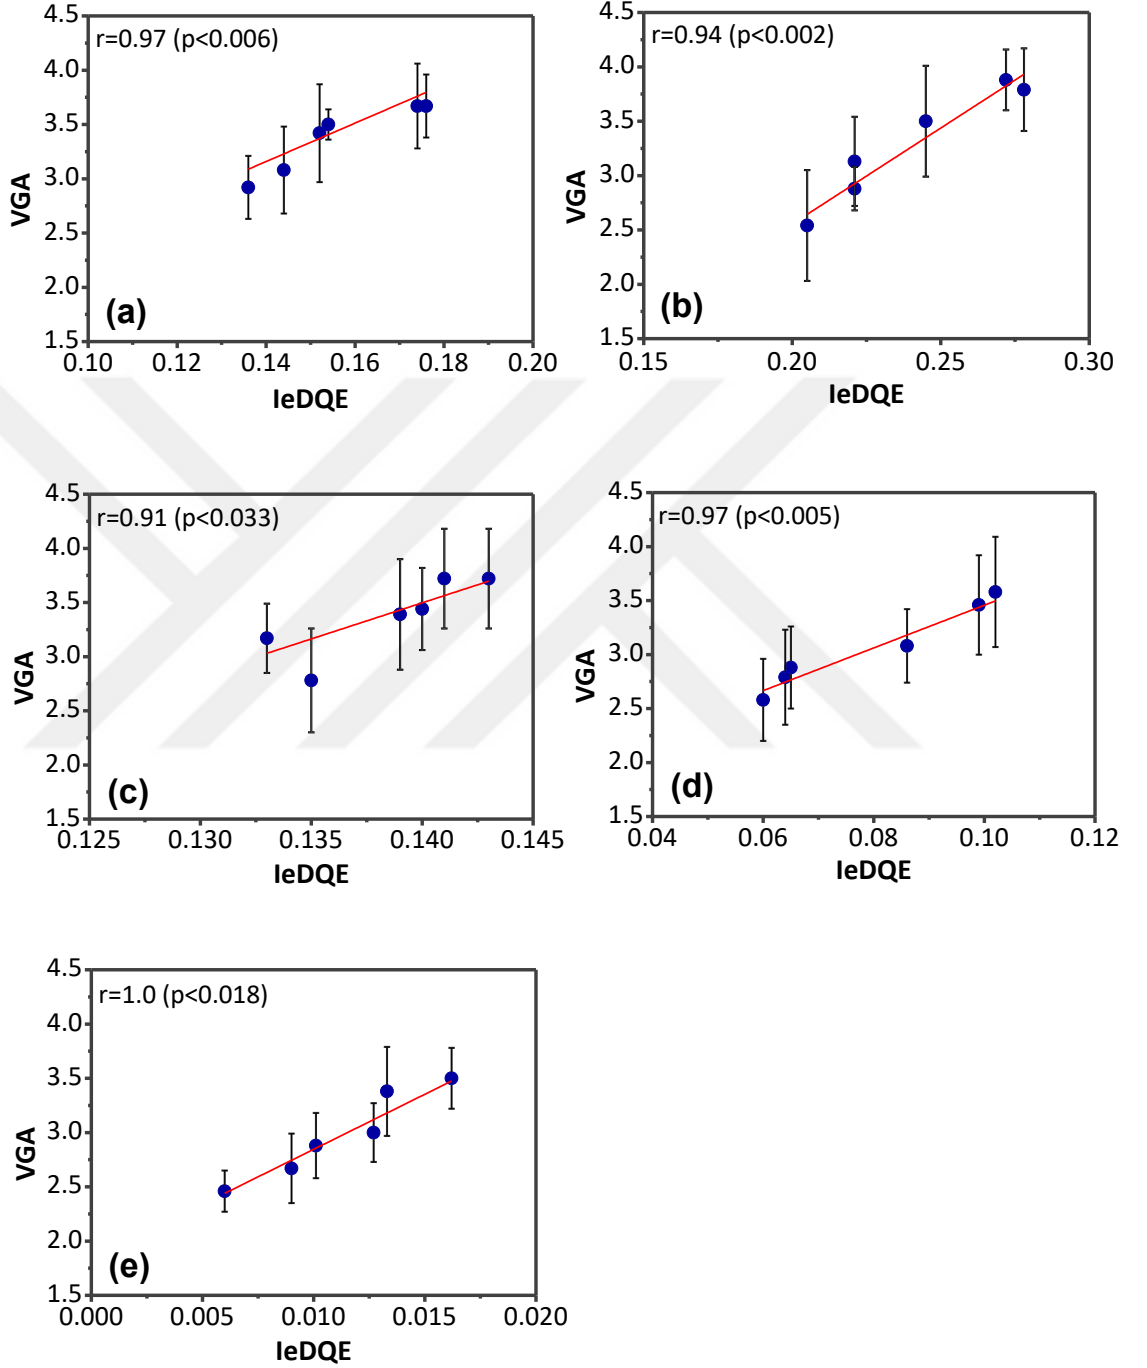 4.5
r=0.97 (p<0.006)
4.0
3.5
3.0
2.5
2.0
1.5
VGA
(a)
0.10 0.12 0.14 0.16 0.18 0.20
IeDQE
4.5
r=0.94 (p<0.002)
4.0
3.5
3.0
2.5
2.0
1.5
VGA
(b)
0.15 0.20 0.25 0.30
IeDQE
4.5
r=0.91 (p<0.033)
4.0
3.5
3.0
2.5
2.0
1.5
VGA
(c)
0.125 0.130 0.135 0.140 0.145
IeDQE
4.5
r=0.97 (p<0.005)
4.0
3.5
3.0
2.5
2.0
1.5
VGA
(d)
0.04 0.06 0.08 0.10 0.12
IeDQE
4.5
r=1.0 (p<0.018)
4.0
3.5
3.0
2.5
2.0
1.5
VGA
(e)
0.000 0.005 0.010 0.015 0.020
IeDQE